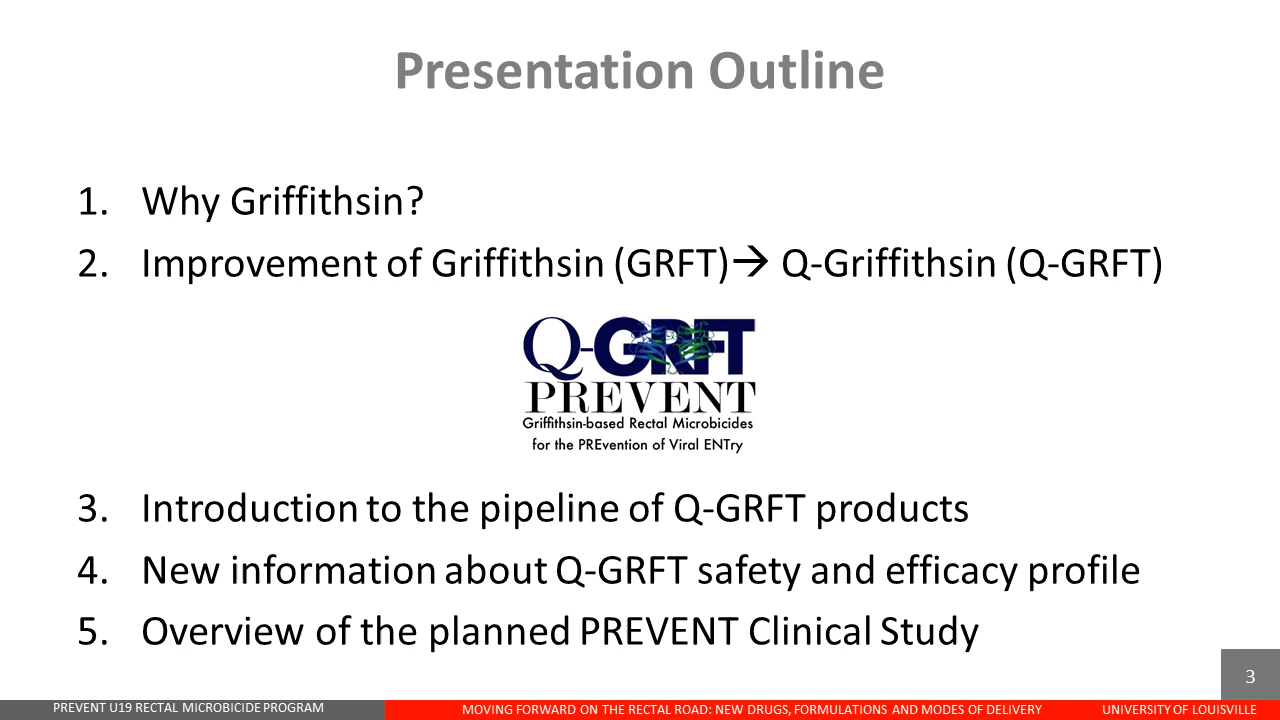 Presentation Outline
1. Why Griffithsin?
2. Improvement of Griffithsin (GRFT)→ Q-Griffithsin (Q-GRFT)
Q-GRFT
PREVENT
Griffithsin-based Rectal Microbicides
for the PREvention of Viral ENTry
3. Introduction to the pipeline of Q-GRFT products
4. New information about Q-GRFT safety and efficacy profile
5. Overview of the planned PREVENT Clinical Study
3
PREVENT U19 RECTAL MICROBICIDE PROGRAM
MOVING FORWARD ON THE RECTAL ROAD: NEW DRUGS, FORMULATIONS AND MODES OF DELIVERY
UNIVERSITY OF LOUISVILLE